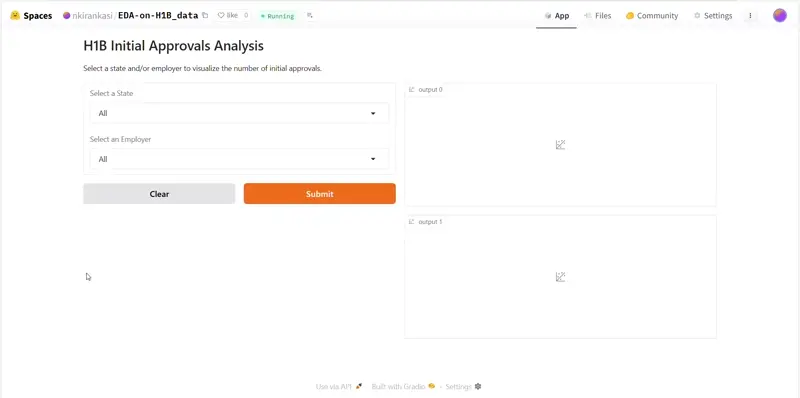 Spaces nkirankasi/EDA-on-H1B_data like 0 Running App Files Community Settings
H1B Initial Approvals Analysis
Select a state and/or employer to visualize the number of initial approvals.
Select a State
All
Select an Employer
All
Clear Submit
output 0
output 1
Use via API · Built with Gradio · Settings